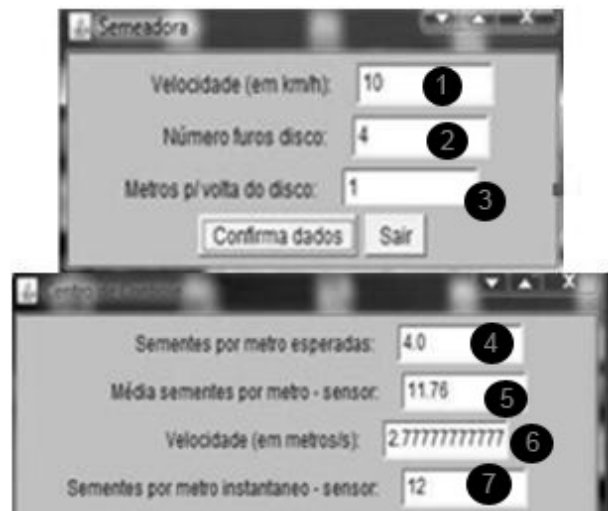 Semeadora
Velocidade (em km/h): 10 1
Número furos disco: 4 2
Metros p/ volta do disco: 1 3
Confirma dados Sair
Sementes por metro esperadas: 4.0 4
Média sementes por metro - sensor: 11.76 5
Velocidade (em metros/s): 2.77777777777 6
Sementes por metro instantaneo - sensor: 12 7